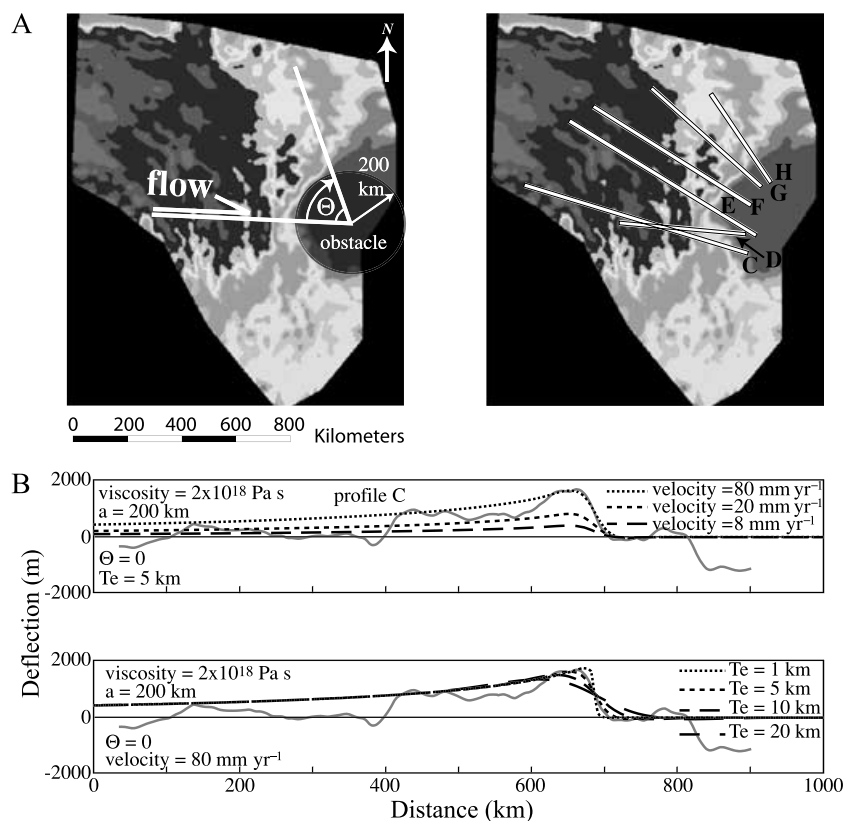 A
N
200
km
flow
Θ
obstacle
H
G
E F
D
C
0 200 400 600 800 Kilometers
B
2000
viscosity = 2x10¹⁸ Pa s
a = 200 km
profile C
velocity =80 mm yr⁻¹
velocity =20 mm yr⁻¹
velocity =8 mm yr⁻¹
0
Θ = 0
Te = 5 km
-2000
Deflection (m)
2000
viscosity = 2x10¹⁸ Pa s
a = 200 km
Te = 1 km
Te = 5 km
Te = 10 km
Te = 20 km
0
Θ = 0
velocity = 80 mm yr⁻¹
-2000
0 200 400 600 800 1000
Distance (km)